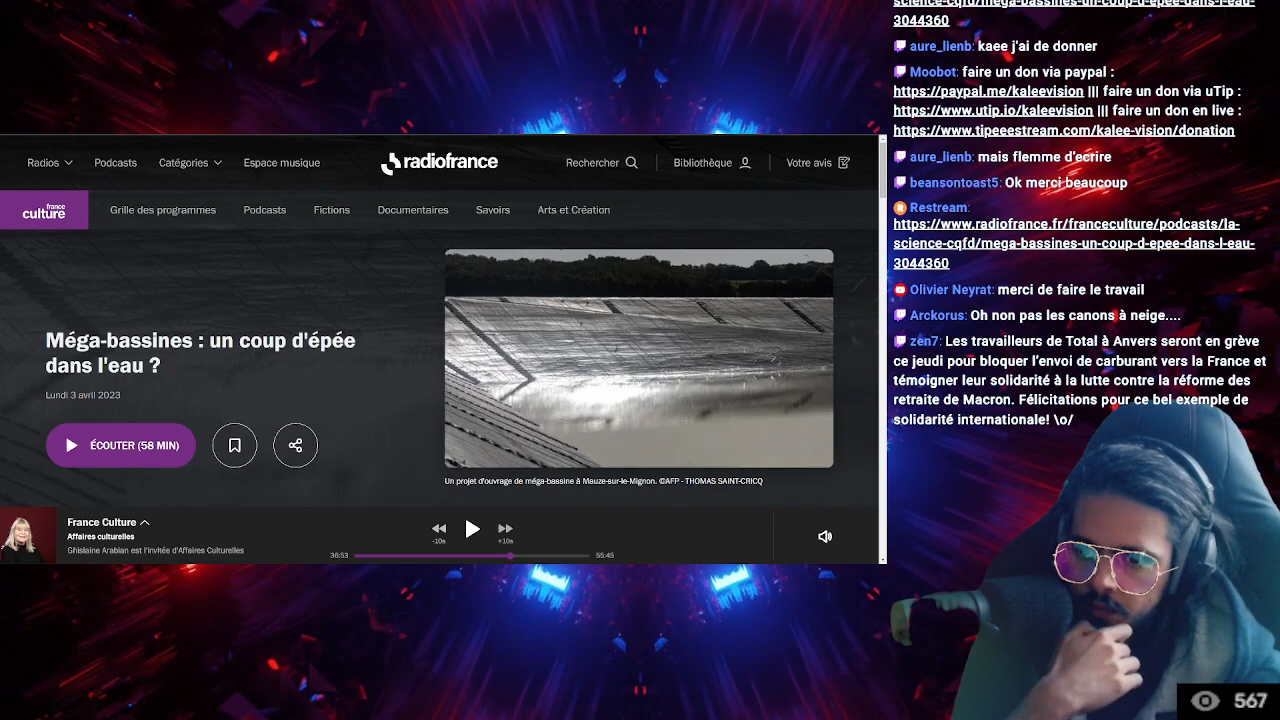 Radios
Podcasts
Catégories
Espace musique
radiofrance
Rechercher
Bibliothèque
Votre avis
france
culture
Grille des progr
Podcasts
Fictions
Documentaires
Savoirs
Arts et Création
Méga-bassines : un coup d'épée
dans l'eau ?
Lundi 3 avril 2023
ÉCOUTER (58 MIN)
Un projet d'ouvrage de méga-bassine à Mauze-sur-le-Mignon. ©AFP - THOMAS SAINT-CRICQ
France Culture
Affaires culturelles
Ghislaine Arabian est l'invitée d'Affaires Culturelles
-10s
+10s
36:53
55:45
science-cqfd/mega-bassines-un-coup-d-epee-dans-l-eau-
3044360
aure_lienb: kaee j'ai de donner
Moobot: faire un don via paypal :
https://paypal.me/kaleevision ||| faire un don via uTip :
https://www.utip.io/kaleevision ||| faire un don en live :
https://www.tipeeestream.com/kalee-vision/donation
aure_lienb: mais flemme d'ecrire
beansontoast5: Ok merci beaucoup
Restream:
https://www.radiofrance.fr/franceculture/podcasts/la-
science-cqfd/mega-bassines-un-coup-d-epee-dans-l-eau-
3044360
Olivier Neyrat: merci de faire le travail
Arckorus: Oh non pas les canons à neige....
zen7: Les travailleurs de Total à Anvers seront en grève
ce jeudi pour bloquer l'envoi de carburant vers la France et
témoigner leur solidarité à la lutte contre la réforme des
retraite de Macron. Félicitations pour ce bel exemple de
solidarité internationale! \o/
567